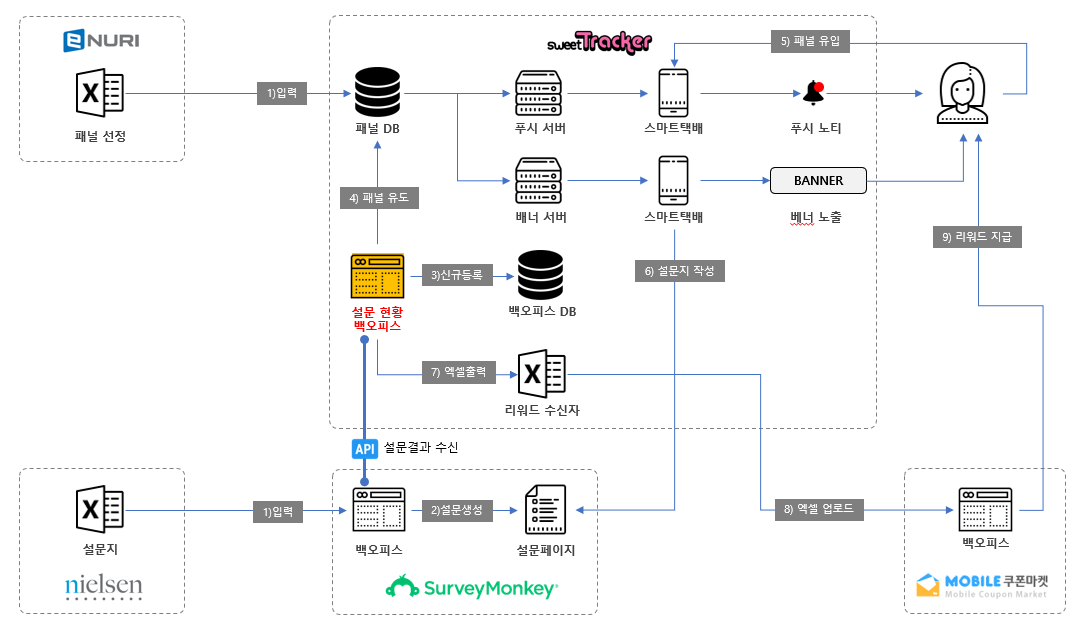 eNURI
패널 선정
1)입력
sweet Tracker
패널 DB
푸시 서버
스마트택배
푸시 노티
5) 패널 유입
배너 서버
스마트택배
BANNER
베너 노출
4) 패널 유도
9) 리워드 지급
설문 현황
백오피스
3)신규등록
백오피스 DB
6) 설문지 작성
7) 엑셀출력
리워드 수신자
API 설문결과 수신
설문지
nielsen
1)입력
백오피스
2)설문생성
설문페이지
SurveyMonkey
8) 엑셀 업로드
백오피스
MOBILE 쿠폰마켓
Mobile Coupon Market